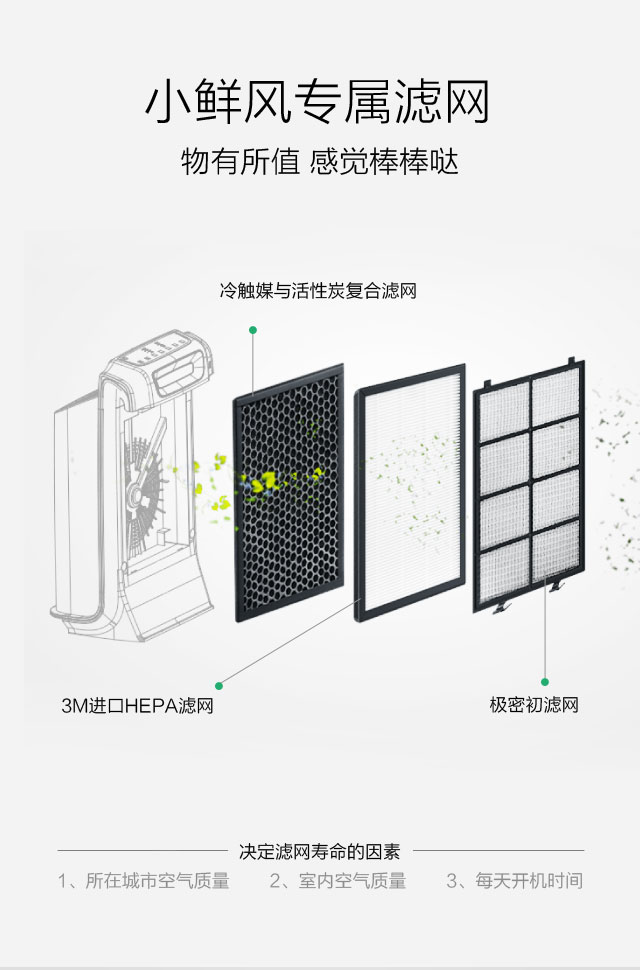 小鲜风专属滤网
物有所值 感觉棒棒哒
冷触媒与活性炭复合滤网
3M进口HEPA滤网
极密初滤网
决定滤网寿命的因素
1、所在城市空气质量 2、室内空气质量 3、每天开机时间